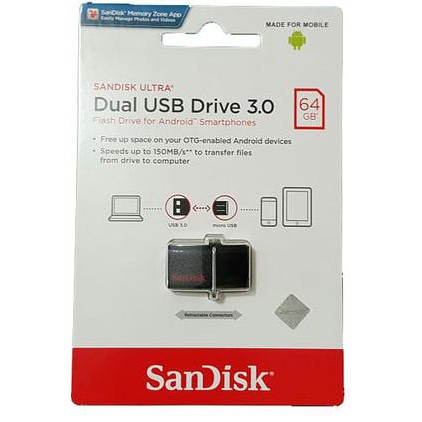 SanDisk® Memory Zone App
Easily Manage Photos and Videos
MADE FOR MOBILE
SANDISK ULTRA®
Dual USB Drive 3.0
Flash Drive for Android™ Smartphones
64
GB*
• Free up space on your OTG-enabled Android devices
• Speeds up to 150MB/s** to transfer files
from drive to computer
USB 3.0
micro USB
SanDisk
Retractable Connectors
SanDisk®